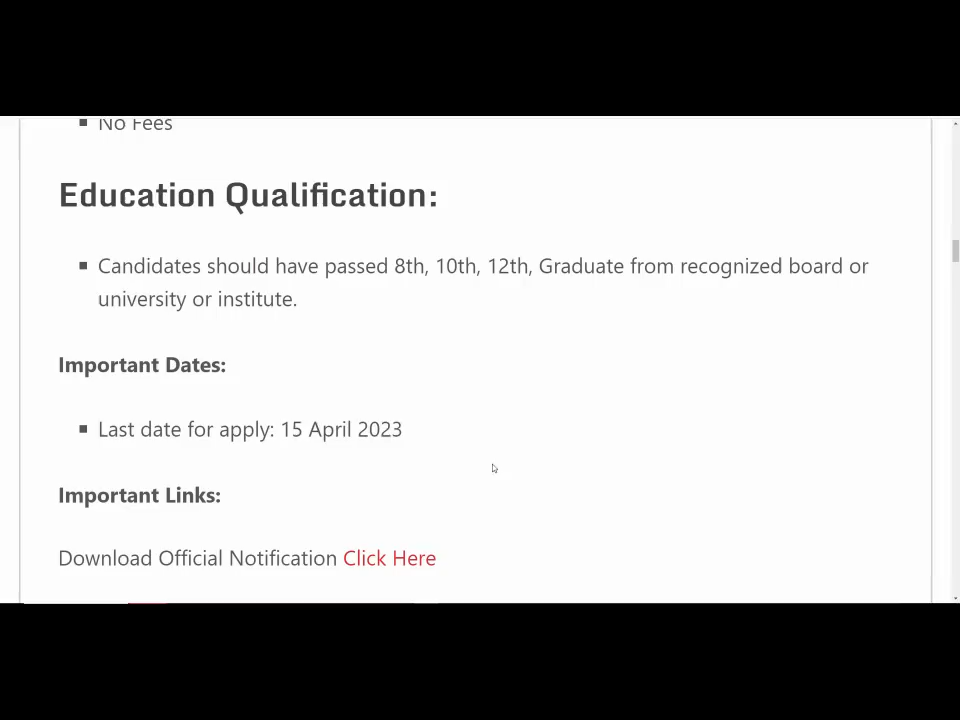 No Fees
Education Qualification:
Candidates should have passed 8th, 10th, 12th, Graduate from recognized board or
university or institute.
Important Dates:
Last date for apply: 15 April 2023
Important Links:
Download Official Notification Click Here